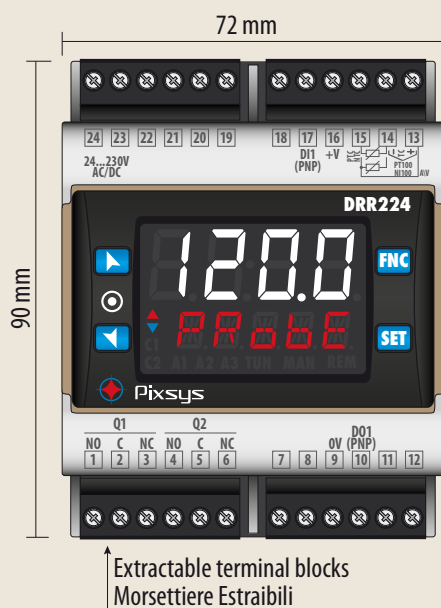 72 mm
90 mm
24 23 22 21 20 19 18 17 16 15 14 13
24...230V
AC/DC
DI1
(PNP)
+V
PT100
NI100
A\V
DRR224
120.0
FNC
PRobE
SET
C1
C2 A1 A2 A3 TUN MAN REM
Pixsys
Q1 Q2
NO C NC NO C NC
DO1
0V (PNP)
1 2 3 4 5 6 7 8 9 10 11 12
Extractable terminal blocks
Morsettiere Estraibili